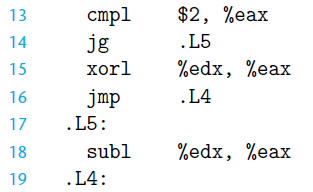 13 cmpl $2, %eax
14 jg .L5
15 xorl %edx, %eax
16 jmp .L4
17 .L5:
18 subl %edx, %eax
19 .L4: